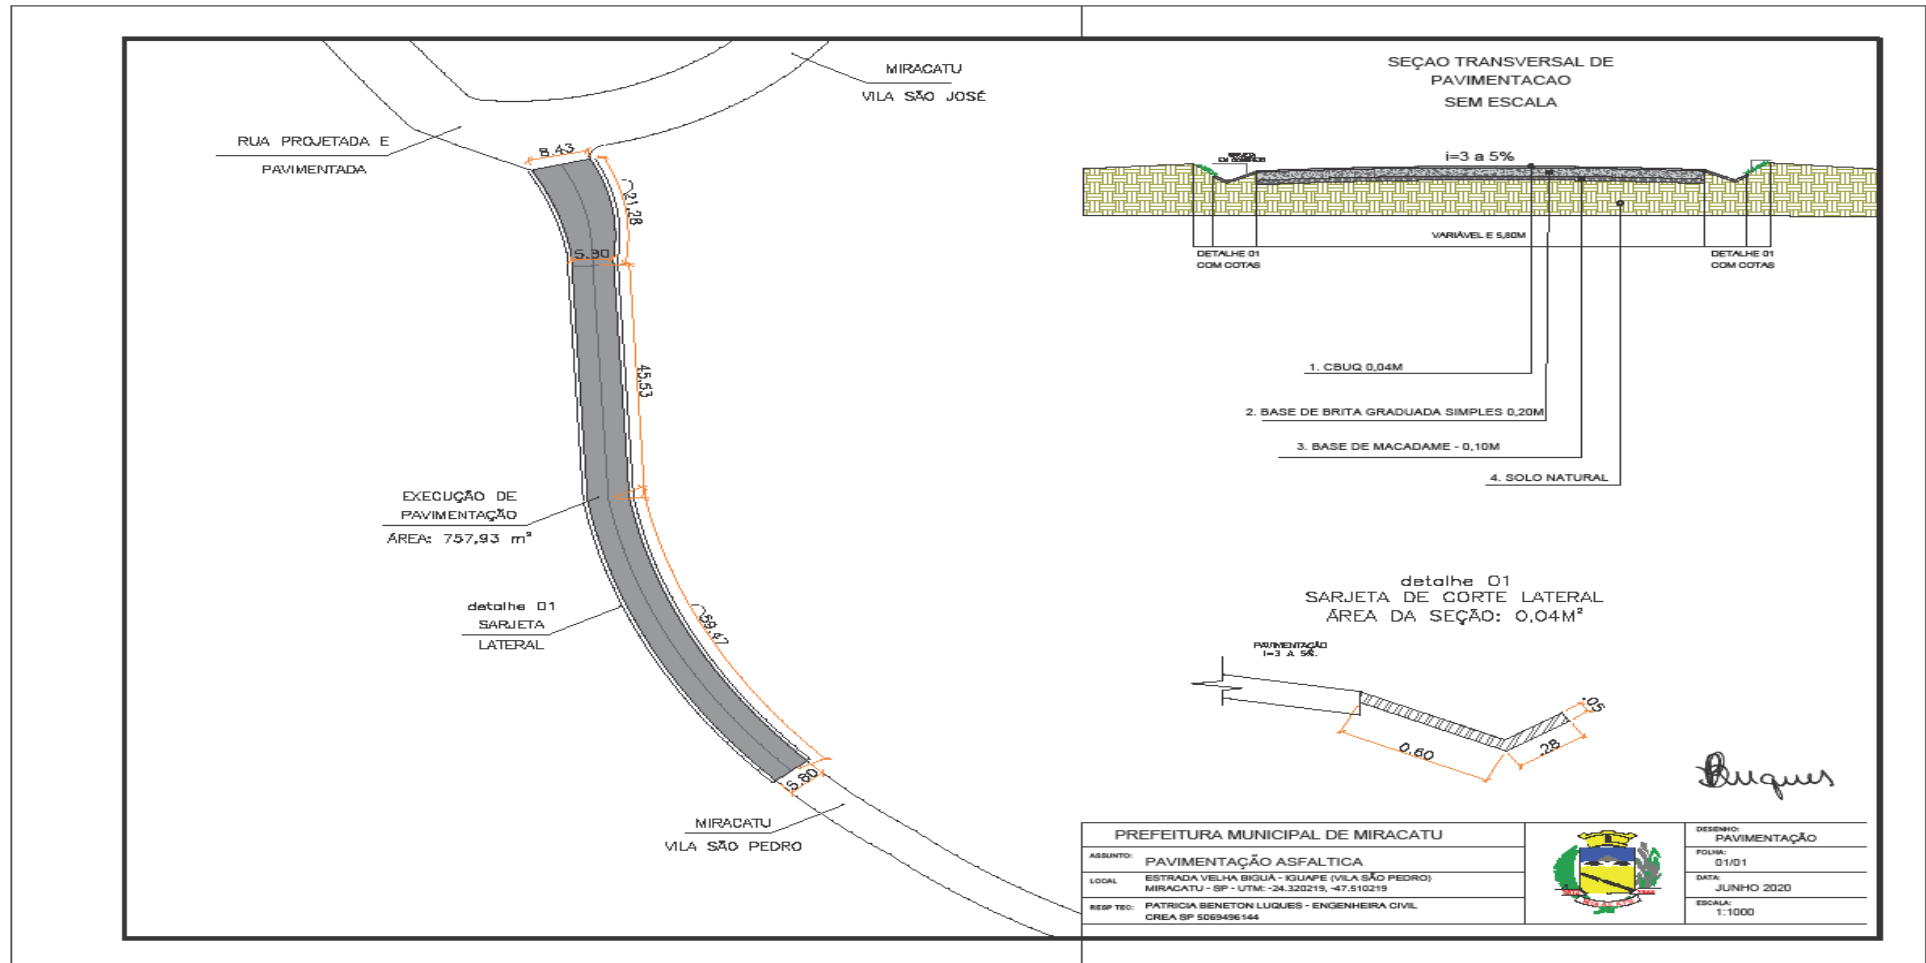 MIRACATU
VILA SÃO JOSÉ
RUA PROJETADA E
PAVIMENTADA
8.43
21,28
5.90
45,53
EXECUÇÃO DE
PAVIMENTAÇÃO
ÁREA: 757,93 m²
detalhe 01
SARJETA
LATERAL
69,47
5.80
MIRACATU
VILA SÃO PEDRO
SEÇAO TRANSVERSAL DE
PAVIMENTACAO
SEM ESCALA
i=3 a 5%
VARIÁVEL E 5,80M
DETALHE 01
COM COTAS
DETALHE 01
COM COTAS
1. CBUQ 0,04M
2. BASE DE BRITA GRADUADA SIMPLES 0,20M
3. BASE DE MACADAME - 0,10M
4. SOLO NATURAL
detalhe 01
SARJETA DE CORTE LATERAL
ÁREA DA SEÇÃO: 0,04M²
PAVIMENTAÇÃO
I=3 A 5%.
.05
0.60
.28
Luques
PREFEITURA MUNICIPAL DE MIRACATU
ASSUNTO: PAVIMENTAÇÃO ASFALTICA
LOCAL ESTRADA VELHA BIGUÁ - IGUAPE (VILA SÃO PEDRO)
MIRACATU - SP - UTM: -24.320219, -47.510219
RESP TEC: PATRICIA BENETON LUQUES - ENGENHEIRA CIVIL
CREA SP 5069496144
MIRACATU
DESENHO:
PAVIMENTAÇÃO
FOLHA:
01/01
DATA:
JUNHO 2020
ESCALA:
1:1000